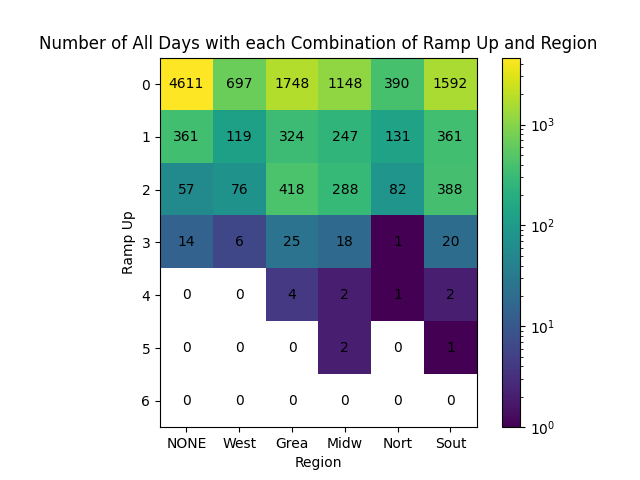 Number of All Days with each Combination of Ramp Up and Region
0 4611 697 1748 1148 390 1592
1 361 119 324 247 131 361
2 57 76 418 288 82 388
3 14 6 25 18 1 20
4 0 0 4 2 1 2
5 0 0 0 2 0 1
6 0 0 0 0 0 0
NONE West Grea Midw Nort Sout
Region
Ramp Up
10³
10²
10¹
10⁰